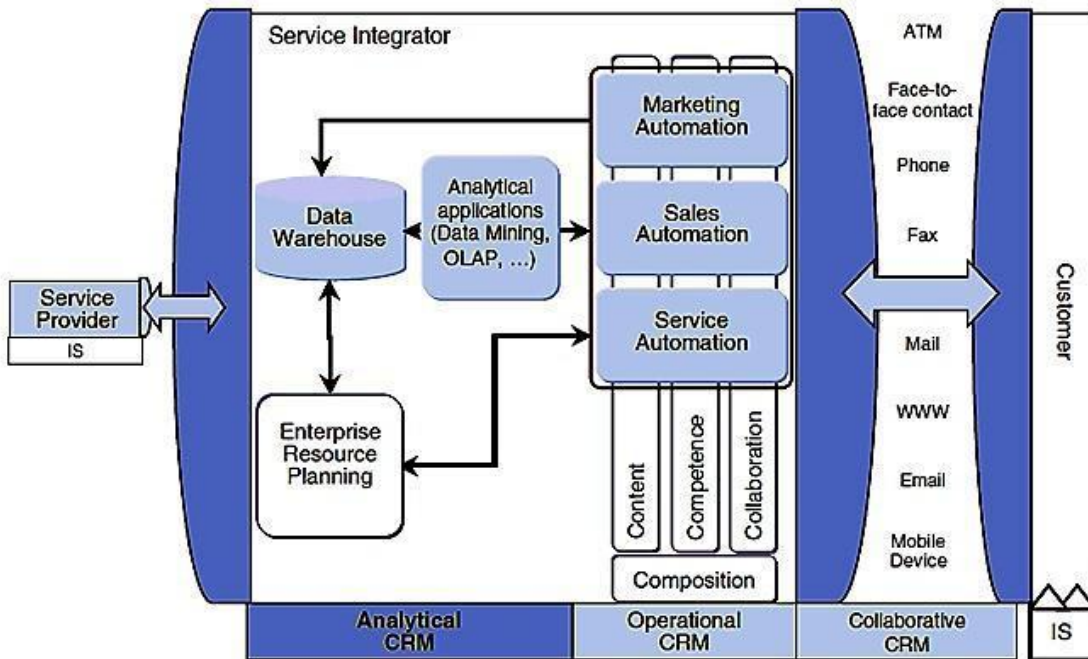 Service Integrator
Marketing
Automation
Data
Warehouse
Analytical
applications
(Data Mining,
OLAP, ...)
Sales
Automation
Service
Automation
Enterprise
Resource
Planning
Content
Competence
Collaboration
Composition
Service
Provider
IS
ATM
Face-to-
face contact
Phone
Fax
Mail
WWW
Email
Mobile
Device
Customer
IS
Analytical
CRM
Operational
CRM
Collaborative
CRM